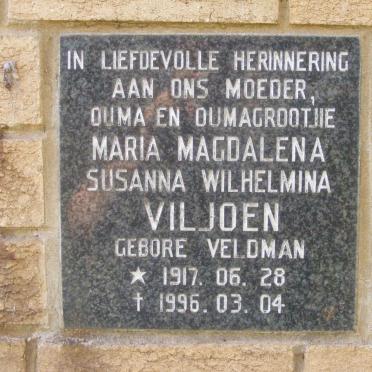 IN LIEFDEVOLLE HERINNERING
AAN ONS MOEDER,
OUMA EN OUMAGROOTJIE
MARIA MAGDALENA
SUSANNA WILHELMINA
VILJOEN
GEBORE VELDMAN
★ 1917. 06. 28
† 1996. 03. 04